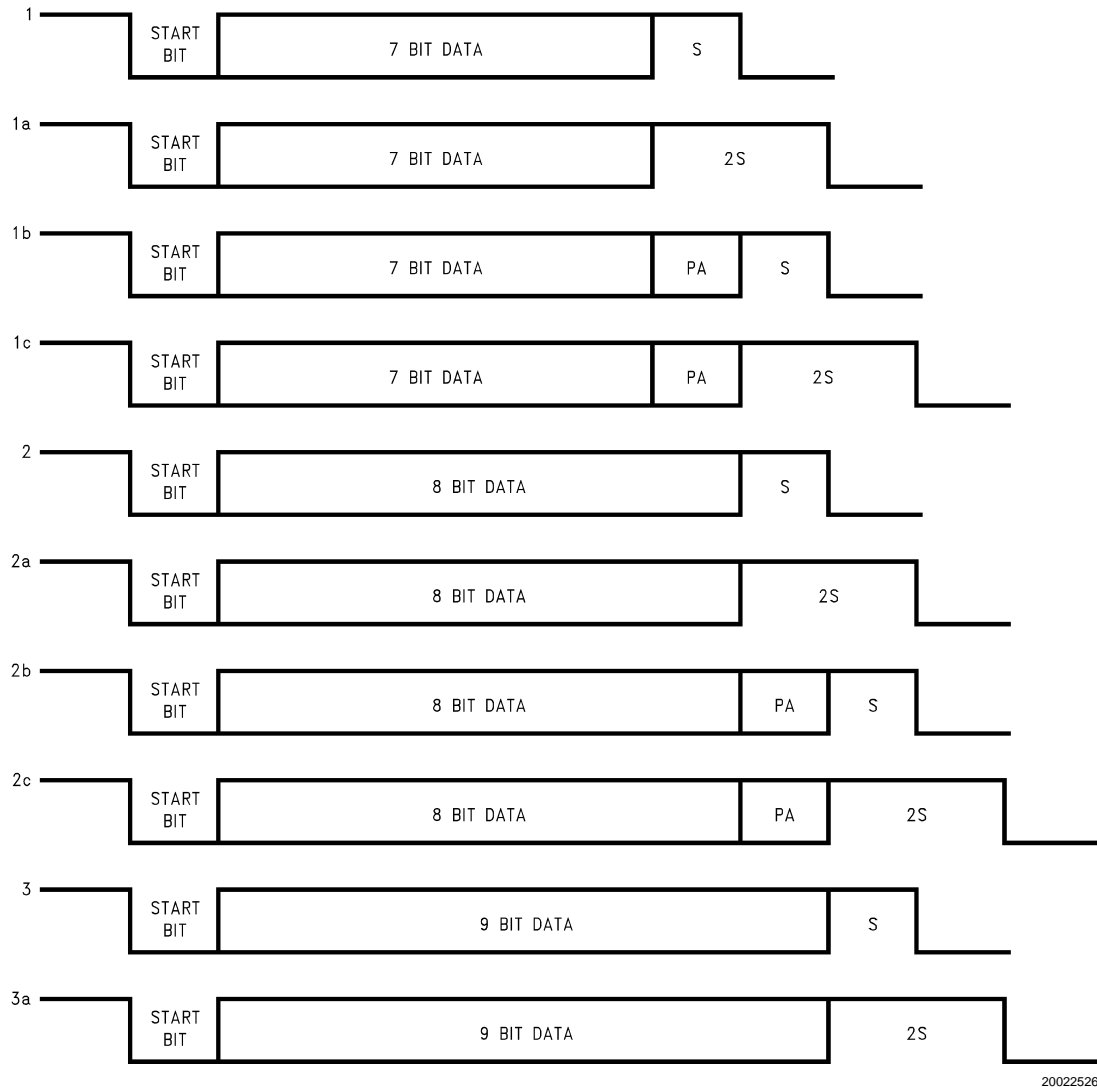 1 START BIT 7 BIT DATA S
1a START BIT 7 BIT DATA 2S
1b START BIT 7 BIT DATA PA S
1c START BIT 7 BIT DATA PA 2S
2 START BIT 8 BIT DATA S
2a START BIT 8 BIT DATA 2S
2b START BIT 8 BIT DATA PA S
2c START BIT 8 BIT DATA PA 2S
3 START BIT 9 BIT DATA S
3a START BIT 9 BIT DATA 2S
20022526